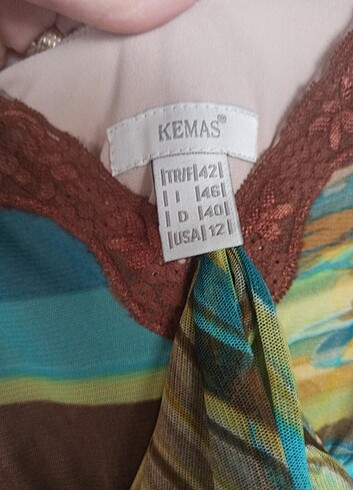 KEMAS®
|TR/F|42|
| I |46|
| D |40|
|USA|12|